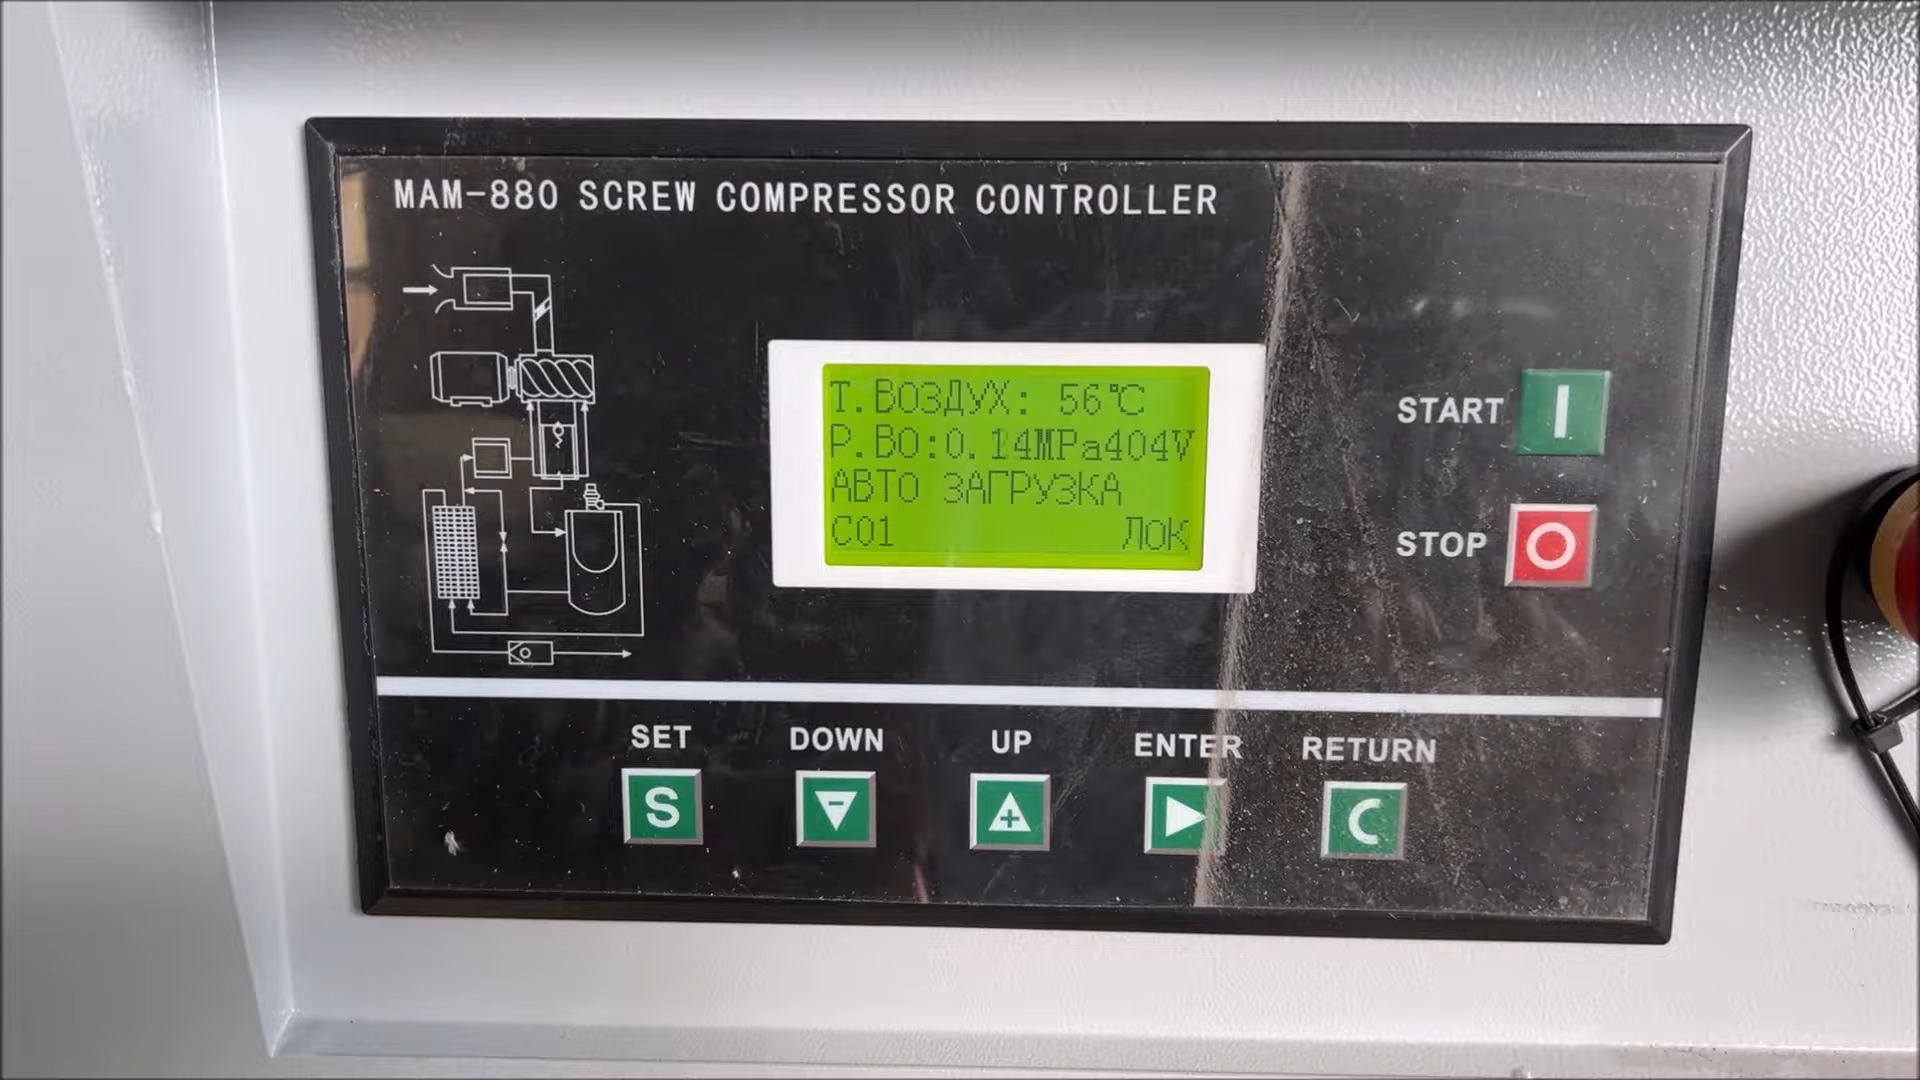 MAM-880 SCREW COMPRESSOR CONTROLLER
Т.ВОЗДУХ: 56℃
P.ВО:0.14MPa404V
АВТО ЗАГРУЗКА
C01 ЛОК
START
STOP
SET DOWN UP ENTER RETURN
S - + C